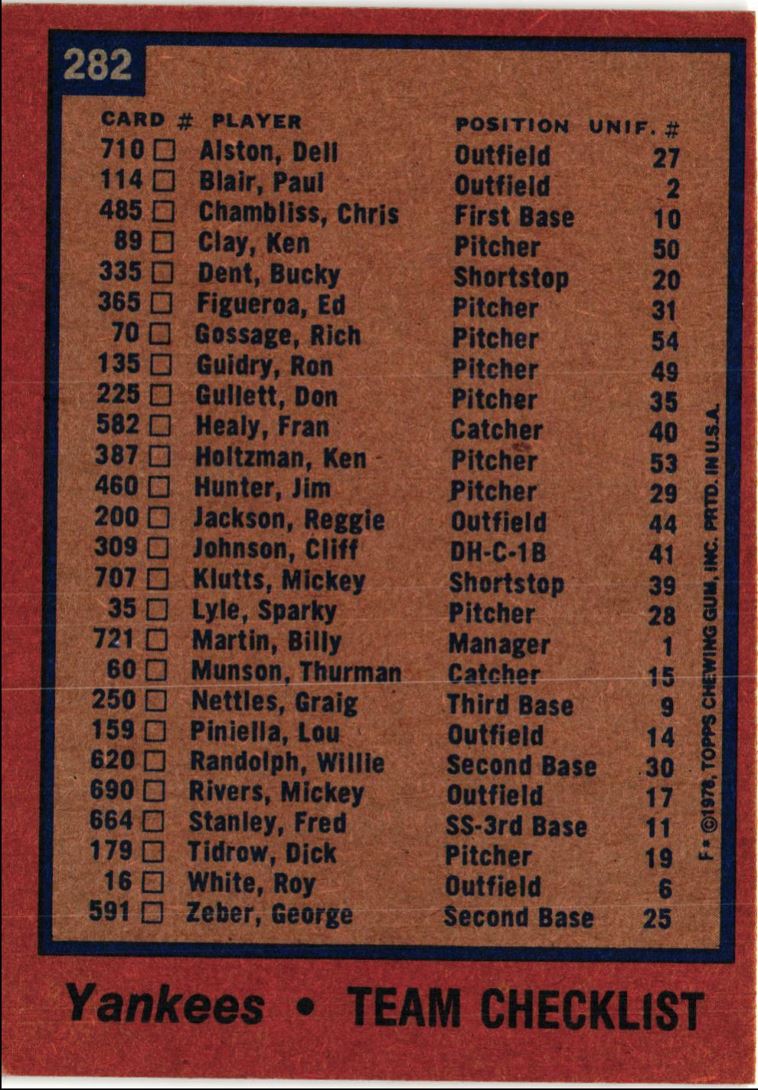 282
CARD # PLAYER POSITION UNIF. #
710 □ Alston, Dell Outfield 27
114 □ Blair, Paul Outfield 2
485 □ Chambliss, Chris First Base 10
89 □ Clay, Ken Pitcher 50
335 □ Dent, Bucky Shortstop 20
365 □ Figueroa, Ed Pitcher 31
70 □ Gossage, Rich Pitcher 54
135 □ Guidry, Ron Pitcher 49
225 □ Gullett, Don Pitcher 35
582 □ Healy, Fran Catcher 40
387 □ Holtzman, Ken Pitcher 53
460 □ Hunter, Jim Pitcher 29
200 □ Jackson, Reggie Outfield 44
309 □ Johnson, Cliff DH-C-1B 41
707 □ Klutts, Mickey Shortstop 39
35 □ Lyle, Sparky Pitcher 28
721 □ Martin, Billy Manager 1
60 □ Munson, Thurman Catcher 15
250 □ Nettles, Graig Third Base 9
159 □ Piniella, Lou Outfield 14
620 □ Randolph, Willie Second Base 30
690 □ Rivers, Mickey Outfield 17
664 □ Stanley, Fred SS-3rd Base 11
179 □ Tidrow, Dick Pitcher 19
16 □ White, Roy Outfield 6
591 □ Zeber, George Second Base 25
F* ©1978, TOPPS CHEWING GUM, INC. PRTD. IN U.S.A.
Yankees • TEAM CHECKLIST